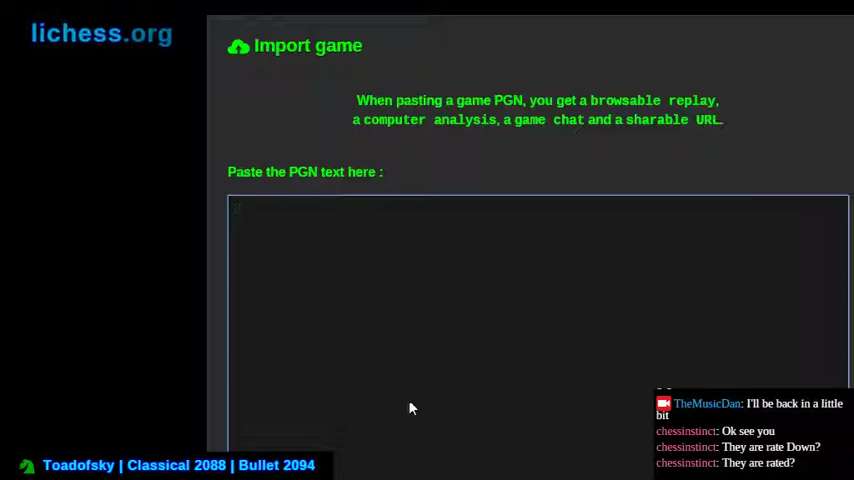 lichess.org
Import game
When pasting a game PGN, you get a browsable replay,
a computer analysis, a game chat and a sharable URL.
Paste the PGN text here :
TheMusicDan: I'll be back in a little
bit
chessinstinct: Ok see you
chessinstinct: They are rate Down?
chessinstinct: They are rated?
Toadofsky | Classical 2088 | Bullet 2094